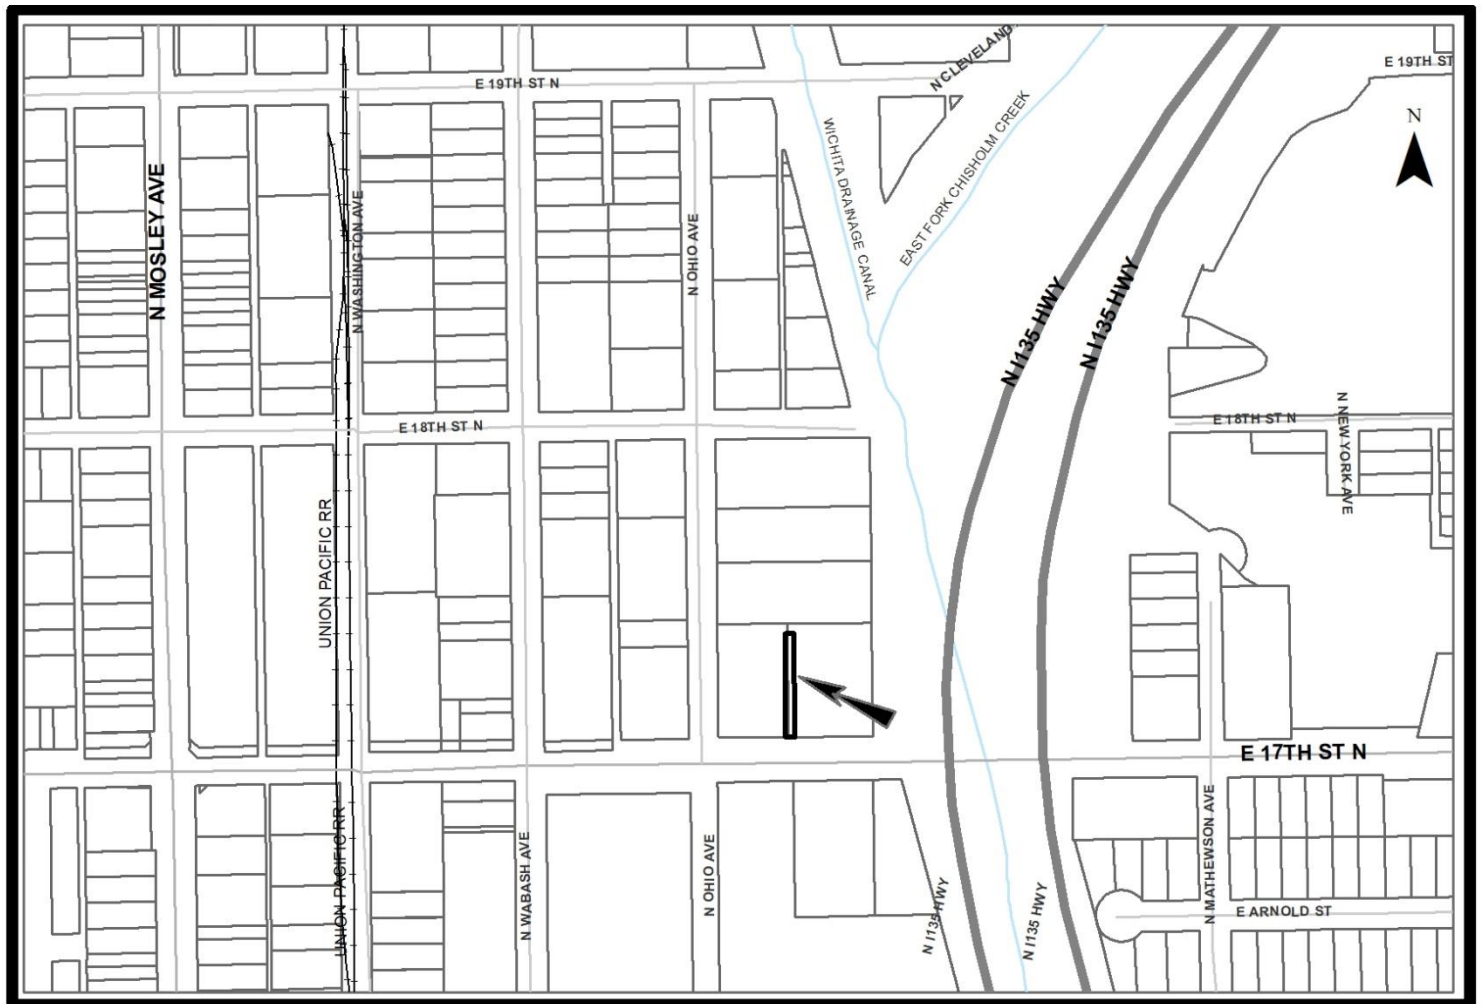 N CLEVELAND
E 19TH ST
E 19TH ST N
N
WICHITA DRAINAGE CANAL
EAST FORK CHISHOLM CREEK
N MOSLEY AVE
N WASHINGTON AVE
N OHIO AVE
N I135 HWY
N I135 HWY
E 18TH ST N
E 18TH ST N
N NEW YORK AVE
UNION PACIFIC RR
E 17TH ST N
UNION PACIFIC RR
N WABASH AVE
N OHIO AVE
N I135 HWY
N I135 HWY
N MATHEWSON AVE
E ARNOLD ST